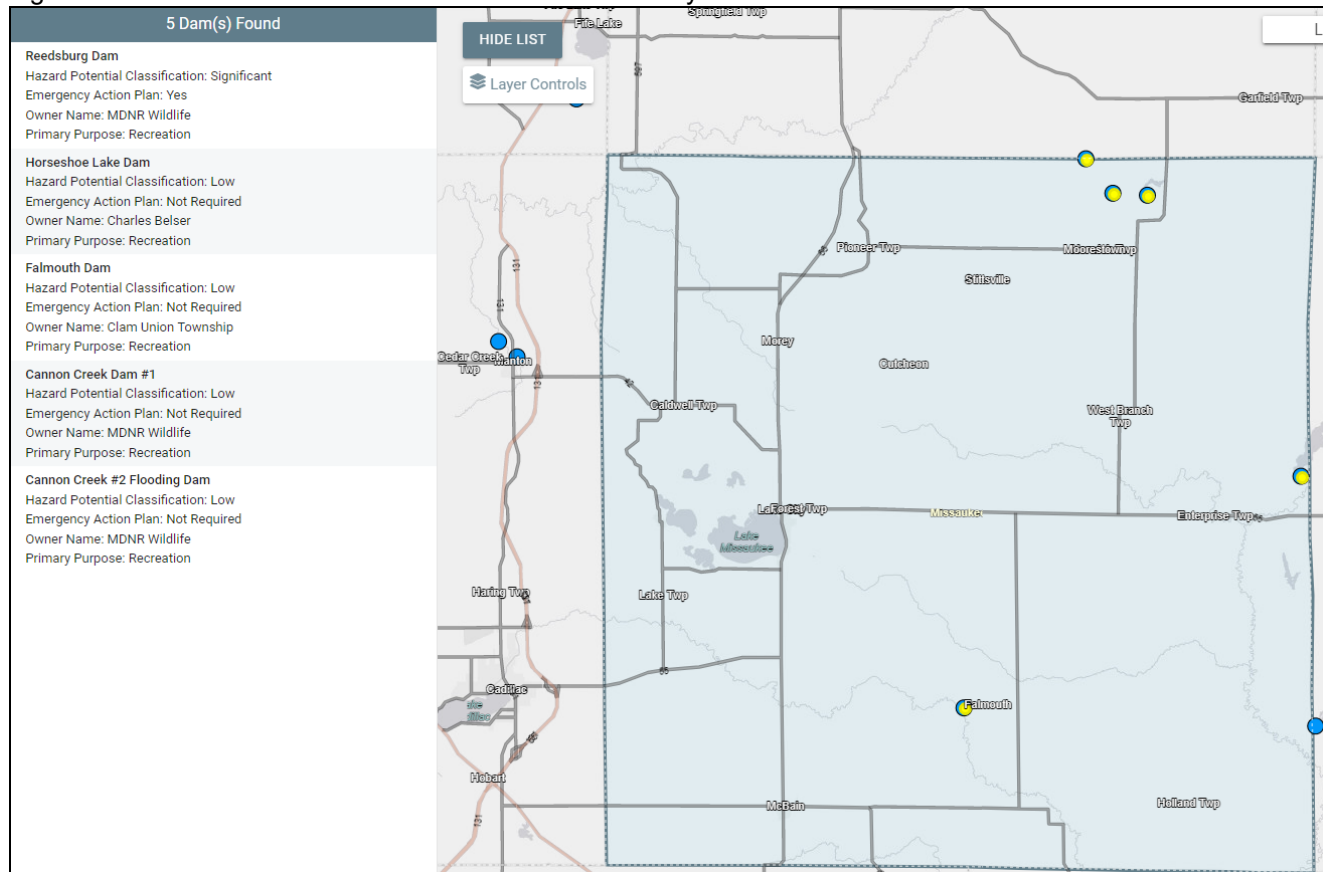 5 Dam(s) Found
Reedsburg Dam
Hazard Potential Classification: Significant
Emergency Action Plan: Yes
Owner Name: MDNR Wildlife
Primary Purpose: Recreation
Horseshoe Lake Dam
Hazard Potential Classification: Low
Emergency Action Plan: Not Required
Owner Name: Charles Belser
Primary Purpose: Recreation
Falmouth Dam
Hazard Potential Classification: Low
Emergency Action Plan: Not Required
Owner Name: Clam Union Township
Primary Purpose: Recreation
Cannon Creek Dam #1
Hazard Potential Classification: Low
Emergency Action Plan: Not Required
Owner Name: MDNR Wildlife
Primary Purpose: Recreation
Cannon Creek #2 Flooding Dam
Hazard Potential Classification: Low
Emergency Action Plan: Not Required
Owner Name: MDNR Wildlife
Primary Purpose: Recreation
HIDE LIST
Layer Controls
L
Fife Lake
Springfield Twp
597
Garfield Twp
Pioneer Twp
Stittsville
131
131
Morey
Cutcheon
Cedar Creek
Twp
Manton
131
42
Caldwell Twp
West Branch
Twp
Forest Twp
Missaukee
Enterprise Twp
Lake
Missaukee
Haring Twp
Lake Twp
55
Cadillac
Falmouth
Hobart
McBain
Holland Twp
131